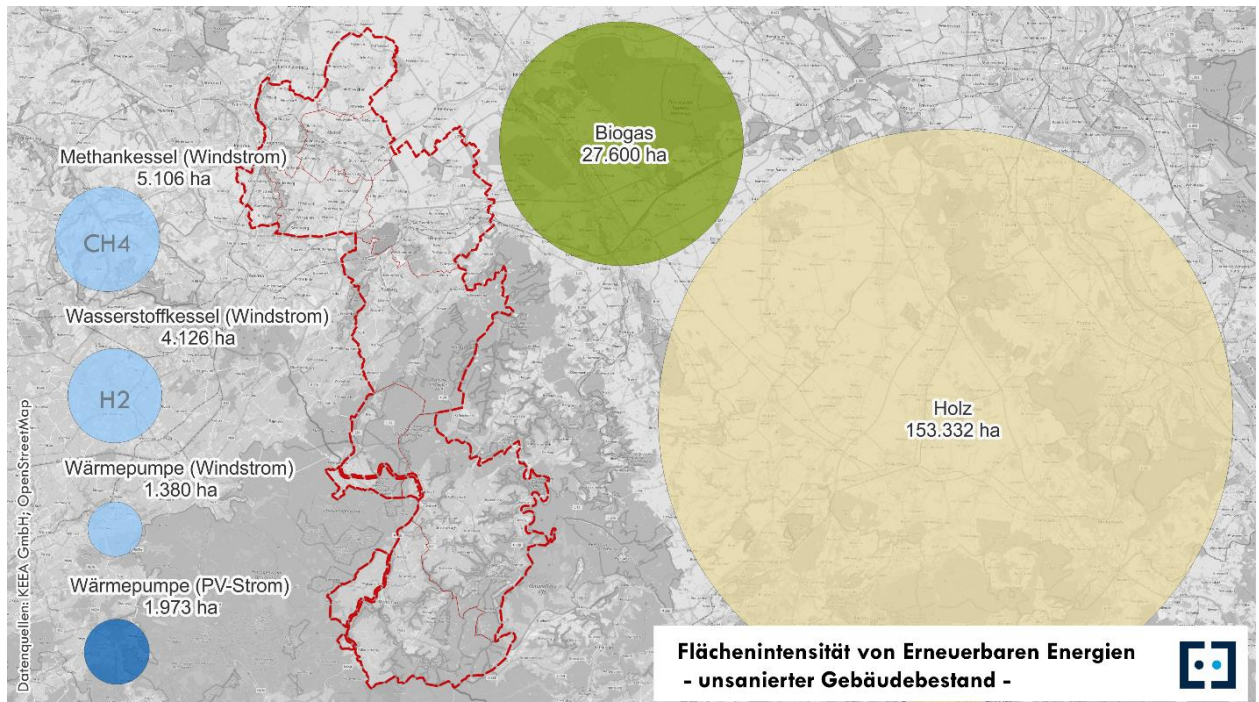 Methankessel (Windstrom)
5.106 ha
CH4
Wasserstoffkessel (Windstrom)
4.126 ha
H2
Wärmepumpe (Windstrom)
1.380 ha
Wärmepumpe (PV-Strom)
1.973 ha
Biogas
27.600 ha
Holz
153.332 ha
Datenquellen: KEEA GmbH; OpenStreetMap
Flächenintensität von Erneuerbaren Energien
- unsanierter Gebäudebestand -